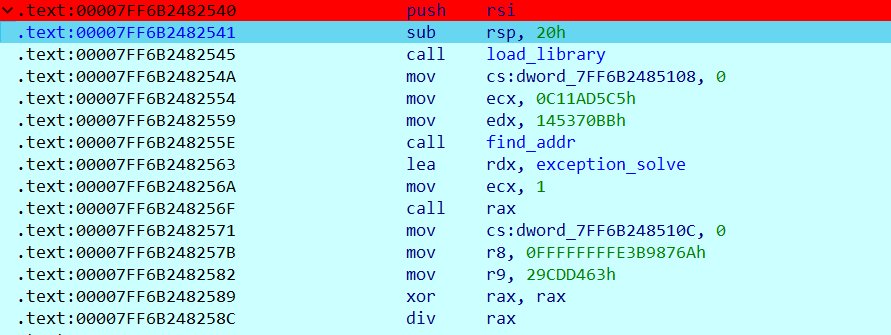 .text:00007FF6B2482540 push rsi
.text:00007FF6B2482541 sub rsp, 20h
.text:00007FF6B2482545 call load_library
.text:00007FF6B248254A mov cs:dword_7FF6B2485108, 0
.text:00007FF6B2482554 mov ecx, 0C11AD5C5h
.text:00007FF6B2482559 mov edx, 145370BBh
.text:00007FF6B248255E call find_addr
.text:00007FF6B2482563 lea rdx, exception_solve
.text:00007FF6B248256A mov ecx, 1
.text:00007FF6B248256F call rax
.text:00007FF6B2482571 mov cs:dword_7FF6B248510C, 0
.text:00007FF6B248257B mov r8, 0FFFFFFFFE3B9876Ah
.text:00007FF6B2482582 mov r9, 29CDD463h
.text:00007FF6B2482589 xor rax, rax
.text:00007FF6B248258C div rax